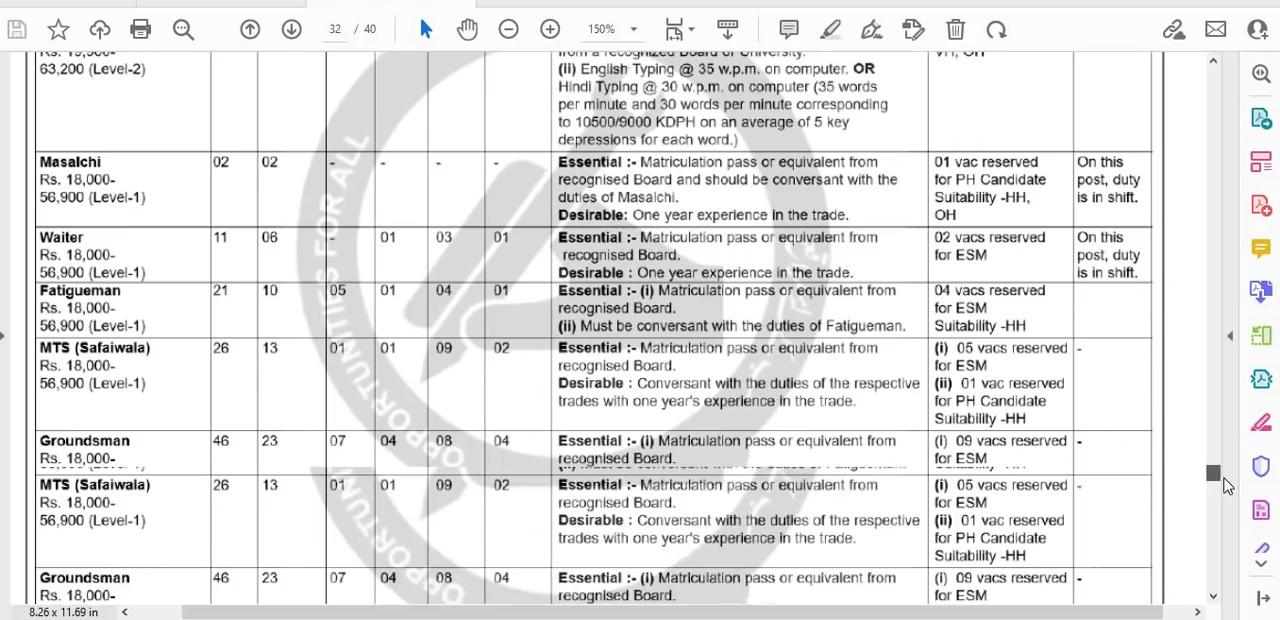 32 / 40 150%
63,200 (Level-2)
(ii) English Typing @ 35 w.p.m. on computer. OR
Hindi Typing @ 30 w.p.m. on computer (35 words
per minute and 30 words per minute corresponding
to 10500/9000 KDPH on an average of 5 key
depressions for each word.)
Masalchi 02 02 - - - - Essential :- Matriculation pass or equivalent from 01 vac reserved On this
Rs. 18,000- recognised Board and should be conversant with the for PH Candidate post, duty
56,900 (Level-1) duties of Masalchi. Suitability -HH, is in shift.
Desirable: One year experience in the trade. OH
Waiter 11 06 - 01 03 01 Essential :- Matriculation pass or equivalent from 02 vacs reserved On this
Rs. 18,000- recognised Board. for ESM post, duty
56,900 (Level-1) Desirable : One year experience in the trade. is in shift.
Fatigueman 21 10 05 01 04 01 Essential :- (i) Matriculation pass or equivalent from 04 vacs reserved
Rs. 18,000- recognised Board. for ESM
56,900 (Level-1) (ii) Must be conversant with the duties of Fatigueman. Suitability -HH
MTS (Safaiwala) 26 13 01 01 09 02 Essential :- Matriculation pass or equivalent from (i) 05 vacs reserved -
Rs. 18,000- recognised Board. for ESM
56,900 (Level-1) Desirable : Conversant with the duties of the respective (ii) 01 vac reserved
trades with one year's experience in the trade. for PH Candidate
Suitability -HH
Groundsman 46 23 07 04 08 04 Essential :- (i) Matriculation pass or equivalent from (i) 09 vacs reserved -
Rs. 18,000- recognised Board. for ESM
MTS (Safaiwala) 26 13 01 01 09 02 Essential :- Matriculation pass or equivalent from (i) 05 vacs reserved -
Rs. 18,000- recognised Board. for ESM
56,900 (Level-1) Desirable : Conversant with the duties of the respective (ii) 01 vac reserved
trades with one year's experience in the trade. for PH Candidate
Suitability -HH
Groundsman 46 23 07 04 08 04 Essential :- (i) Matriculation pass or equivalent from (i) 09 vacs reserved -
Rs. 18,000- recognised Board. for ESM
OPPORTUNITIES FOR ALL
8.26 x 11.69 in